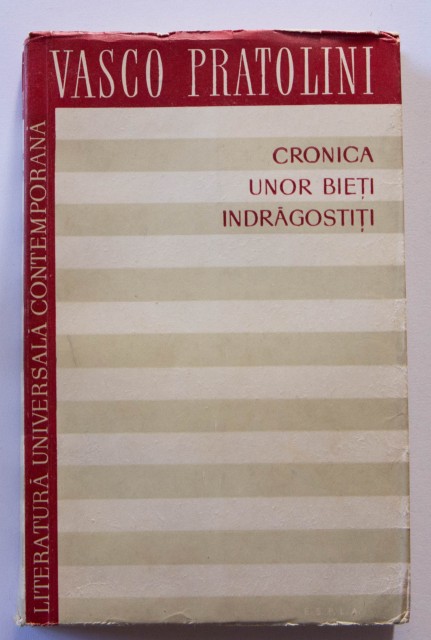 VASCO PRATOLINI
CRONICA
UNOR BIEȚI
INDRĂGOSTIȚI
LITERATURĂ UNIVERSALĂ CONTEMPORANĂ